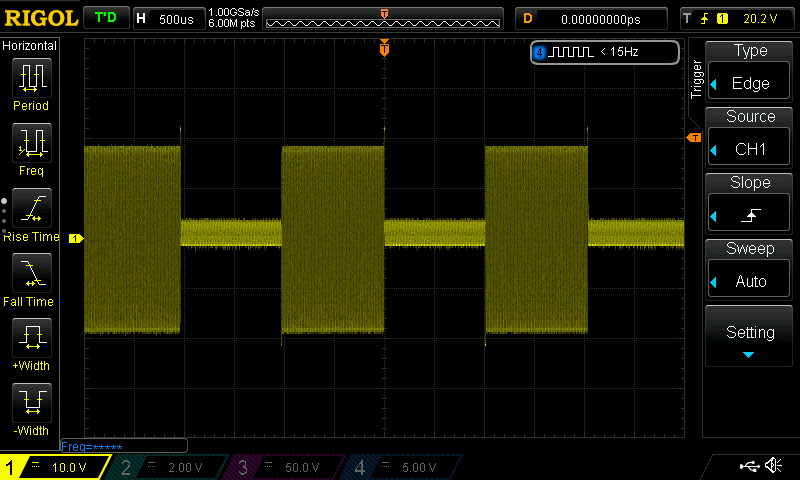 RIGOL T'D H 500us 1.00GSa/s 6.00M pts T D 0.00000000ps T 1 20.2 V
Horizontal
Period
Freq
Rise Time
Fall Time
+Width
-Width
T
4 < 15Hz
1
T
Trigger
Type
Edge
Source
CH1
Slope
Sweep
Auto
Setting
Freq=*****
1 = 10.0 V 2 = 2.00 V 3 = 50.0 V 4 = 5.00 V